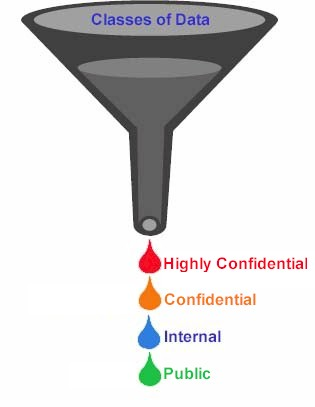 Classes of Data
Highly Confidential
Confidential
Internal
Public